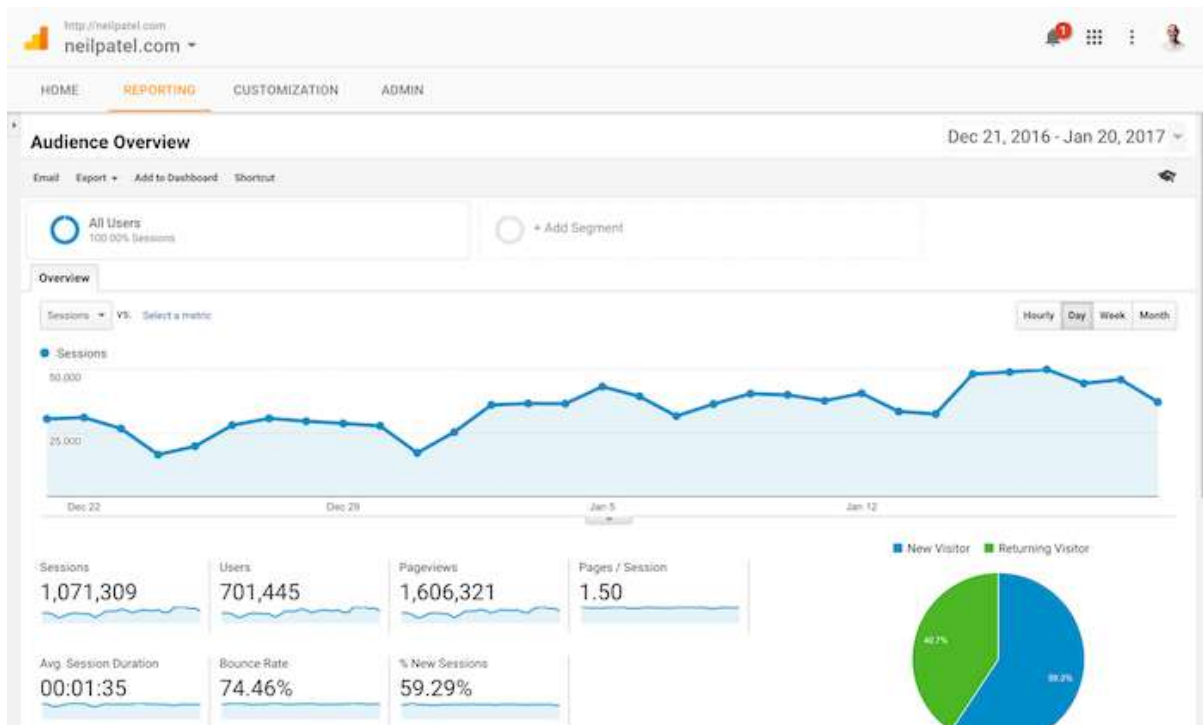 http://neilpatel.com
neilpatel.com
1
HOME REPORTING CUSTOMIZATION ADMIN
Audience Overview
Dec 21, 2016 - Jan 20, 2017
Email Export Add to Dashboard Shortcut
All Users
100.00% Sessions
+ Add Segment
Overview
Sessions VS. Select a metric
Hourly Day Week Month
Sessions
50,000
25,000
Dec 22 Dec 29 Jan 5 Jan 12
New Visitor Returning Visitor
Sessions Users Pageviews Pages / Session
1,071,309 701,445 1,606,321 1.50
40.7%
59.3%
Avg. Session Duration Bounce Rate % New Sessions
00:01:35 74.46% 59.29%